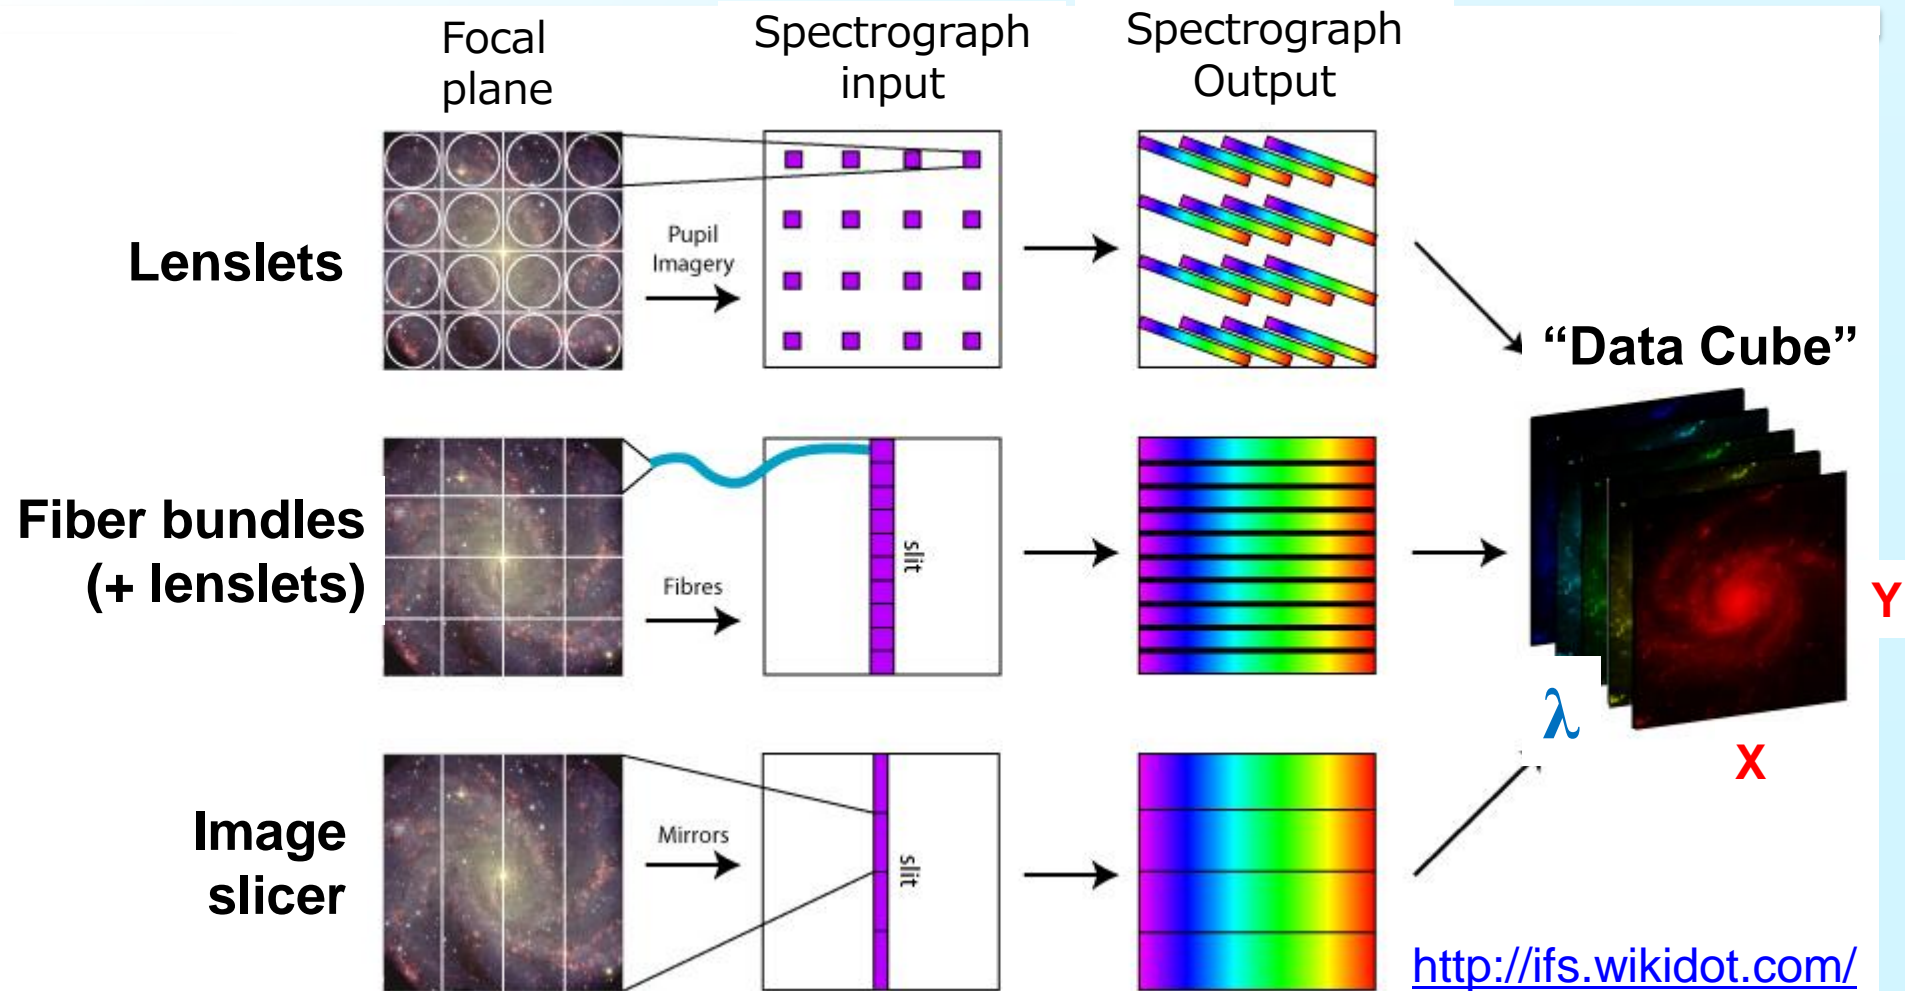 Focal
plane
Spectrograph
input
Spectrograph
Output
Lenslets
Pupil
Imagery
“Data Cube”
Fiber bundles
(+ lenslets)
Fibres
slit
Y
λ
X
Image
slicer
Mirrors
slit
http://ifs.wikidot.com/